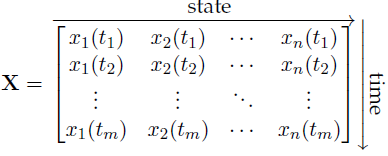 state
x₁(t₁) x₂(t₁) ⋯ xₙ(t₁)
x₁(t₂) x₂(t₂) ⋯ xₙ(t₂)
X = ⋮ ⋮ ⋱ ⋮
x₁(tₘ) x₂(tₘ) ⋯ xₙ(tₘ)
time